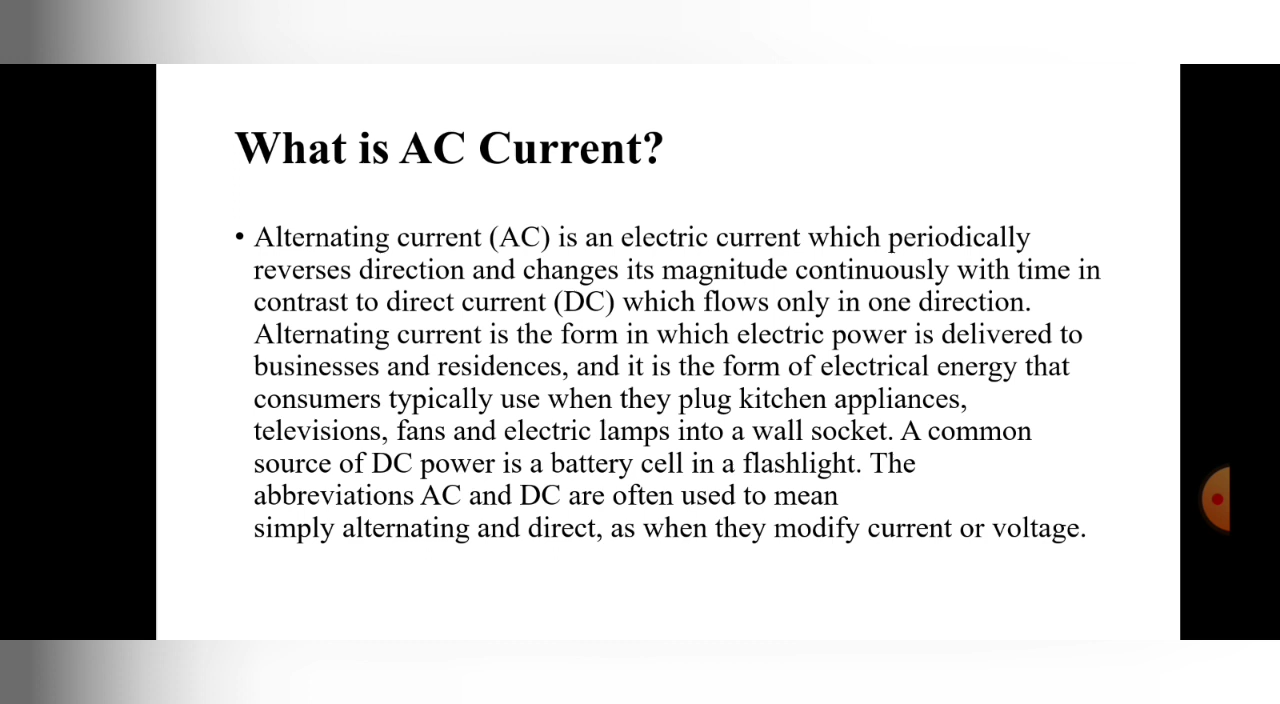 What is AC Current?
• Alternating current (AC) is an electric current which periodically
reverses direction and changes its magnitude continuously with time in
contrast to direct current (DC) which flows only in one direction.
Alternating current is the form in which electric power is delivered to
businesses and residences, and it is the form of electrical energy that
consumers typically use when they plug kitchen appliances,
televisions, fans and electric lamps into a wall socket. A common
source of DC power is a battery cell in a flashlight. The
abbreviations AC and DC are often used to mean
simply alternating and direct, as when they modify current or voltage.